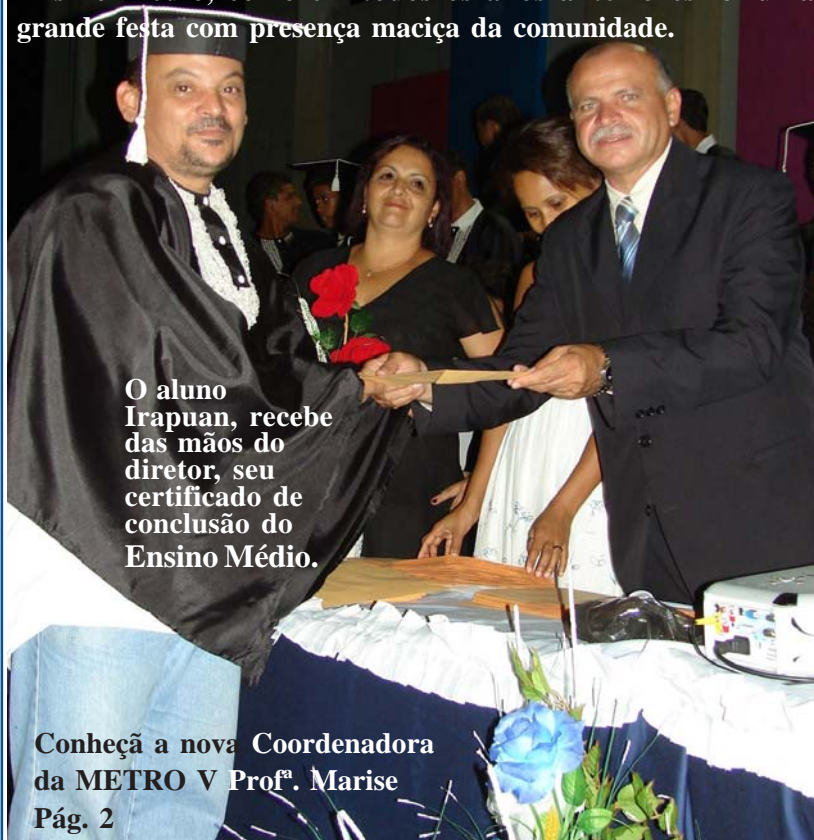 grande festa com presença maciça da comunidade.
O aluno
Irapuan, recebe
das mãos do
diretor, seu
certificado de
conclusão do
Ensino Médio.
Conheçã a nova Coordenadora
da METRO V Profª. Marise
Pág. 2